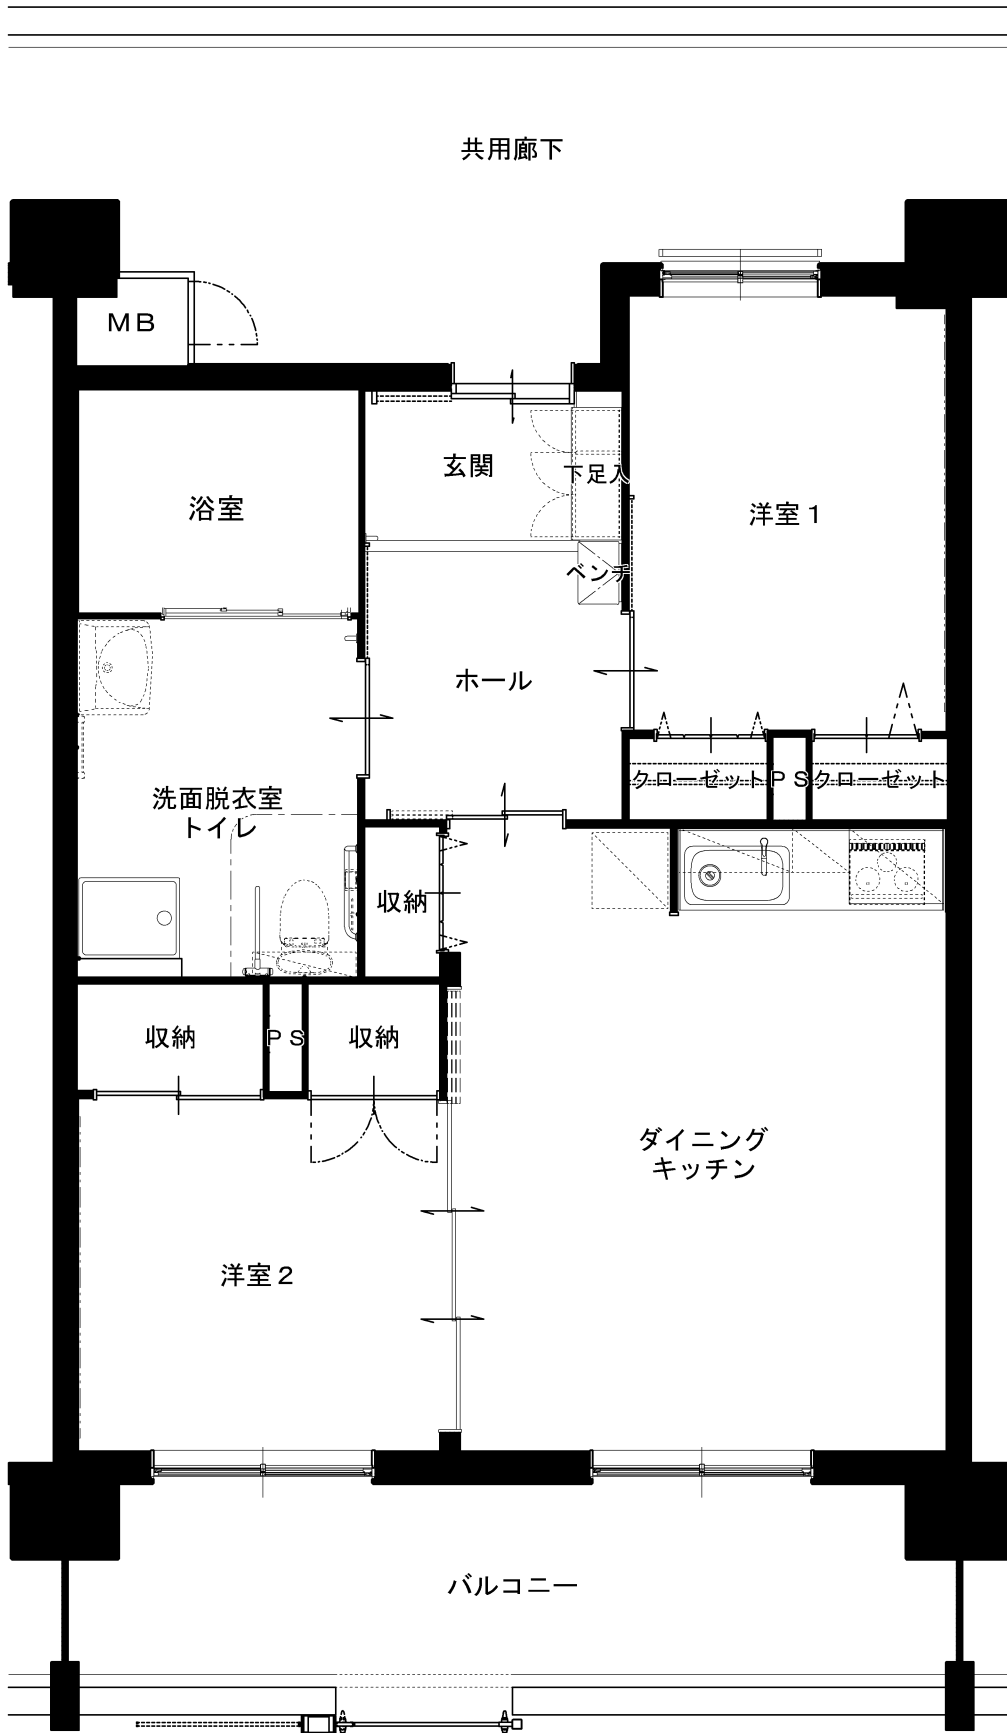 共用廊下
ＭＢ
玄関
下足入
浴室
洋室１
ベンチ
ホール
クローゼット
ＰＳ
クローゼット
洗面脱衣室
トイレ
収納
収納
ＰＳ
収納
ダイニング
キッチン
洋室２
バルコニー